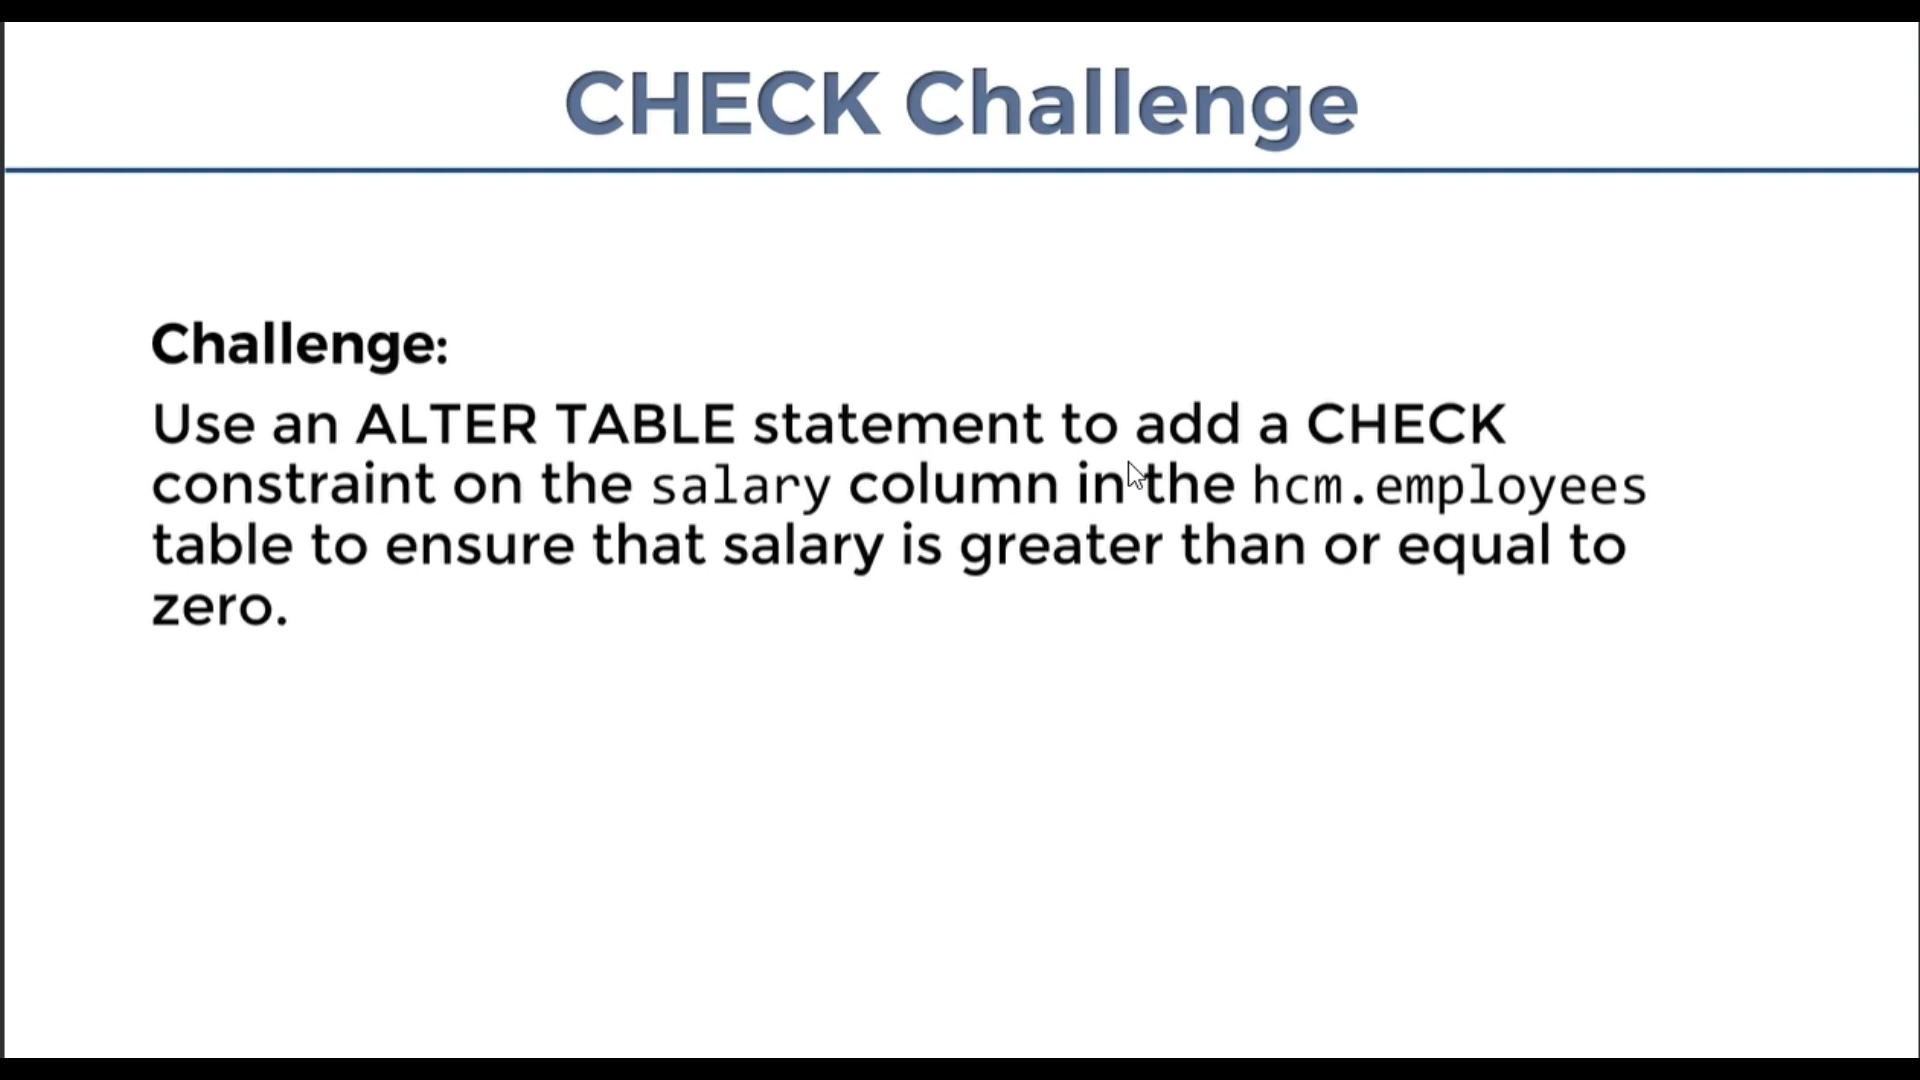 CHECK Challenge
Challenge:
Use an ALTER TABLE statement to add a CHECK
constraint on the salary column in the hcm.employees
table to ensure that salary is greater than or equal to
zero.